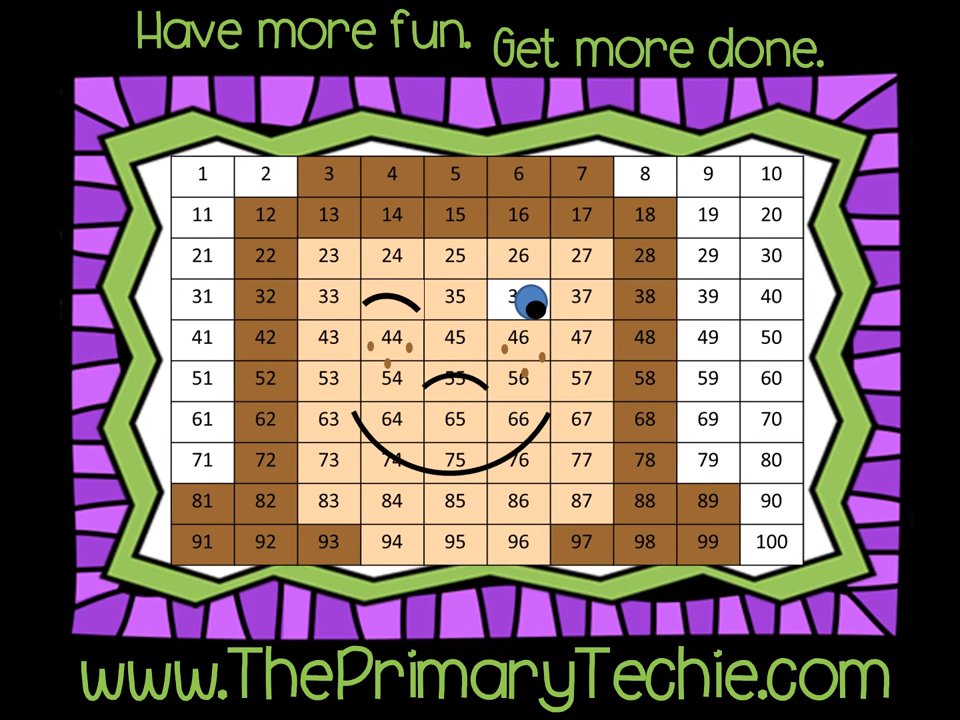 Have more fun. Get more done.
1 2 3 4 5 6 7 8 9 10
11 12 13 14 15 16 17 18 19 20
21 22 23 24 25 26 27 28 29 30
31 32 33 35 37 38 39 40
41 42 43 44 45 46 47 48 49 50
51 52 53 54 55 56 57 58 59 60
61 62 63 64 65 66 67 68 69 70
71 72 73 74 75 76 77 78 79 80
81 82 83 84 85 86 87 88 89 90
91 92 93 94 95 96 97 98 99 100
www.ThePrimaryTechie.com